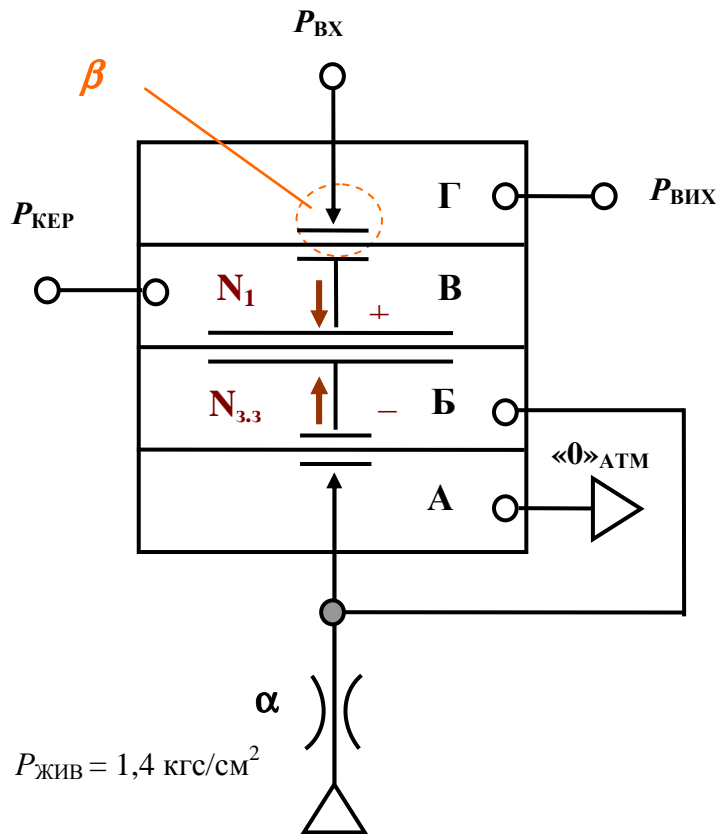 PВХ
β
Г
PВИХ
PКЕР
N1
В
+
Nз.з
–
Б
«0»АТМ
А
α
PЖИВ = 1,4 кгс/см²